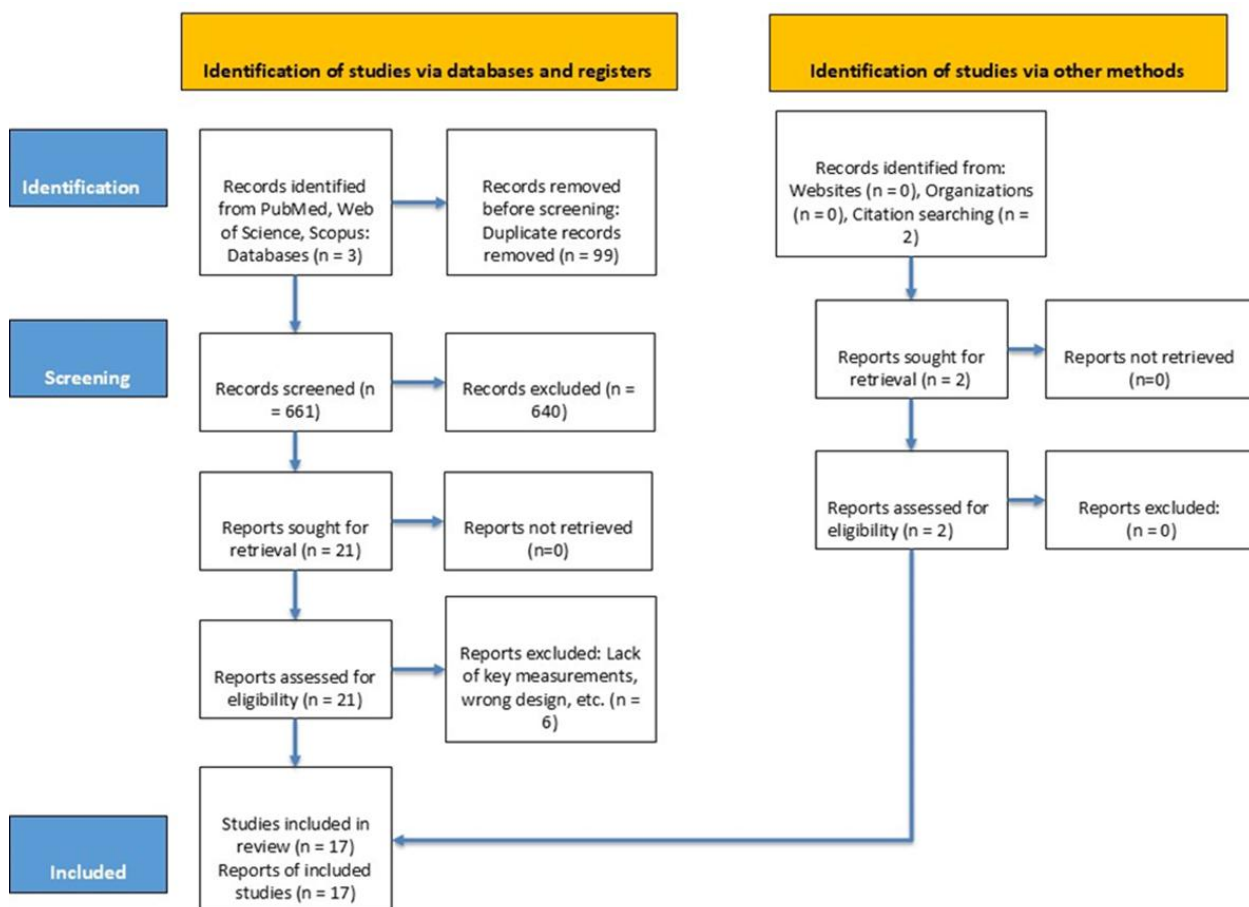 Identification of studies via databases and registers
Identification of studies via other methods
Identification
Records identified
from PubMed, Web
of Science, Scopus:
Databases (n = 3)
Records removed
before screening:
Duplicate records
removed (n = 99)
Records identified from:
Websites (n = 0), Organizations
(n = 0), Citation searching (n =
2)
Screening
Records screened (n
= 661)
Records excluded (n =
640)
Reports sought for
retrieval (n = 2)
Reports not retrieved
(n=0)
Reports sought for
retrieval (n = 21)
Reports not retrieved
(n=0)
Reports assessed for
eligibility (n = 2)
Reports excluded:
(n = 0)
Reports assessed for
eligibility (n = 21)
Reports excluded: Lack
of key measurements,
wrong design, etc. (n =
6)
Included
Studies included in
review (n = 17)
Reports of included
studies (n = 17)